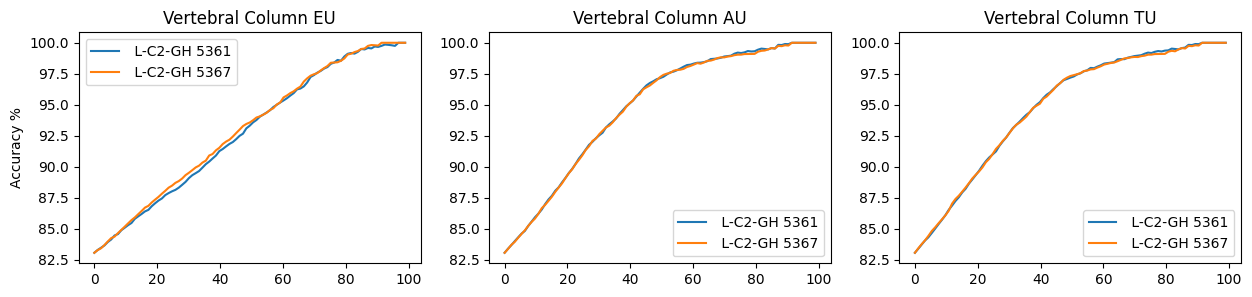 Vertebral Column EU
Accuracy %
100.0
97.5
95.0
92.5
90.0
87.5
85.0
82.5
L-C2-GH 5361
L-C2-GH 5367
0 20 40 60 80 100
Vertebral Column AU
100.0
97.5
95.0
92.5
90.0
87.5
85.0
82.5
L-C2-GH 5361
L-C2-GH 5367
0 20 40 60 80 100
Vertebral Column TU
100.0
97.5
95.0
92.5
90.0
87.5
85.0
82.5
L-C2-GH 5361
L-C2-GH 5367
0 20 40 60 80 100